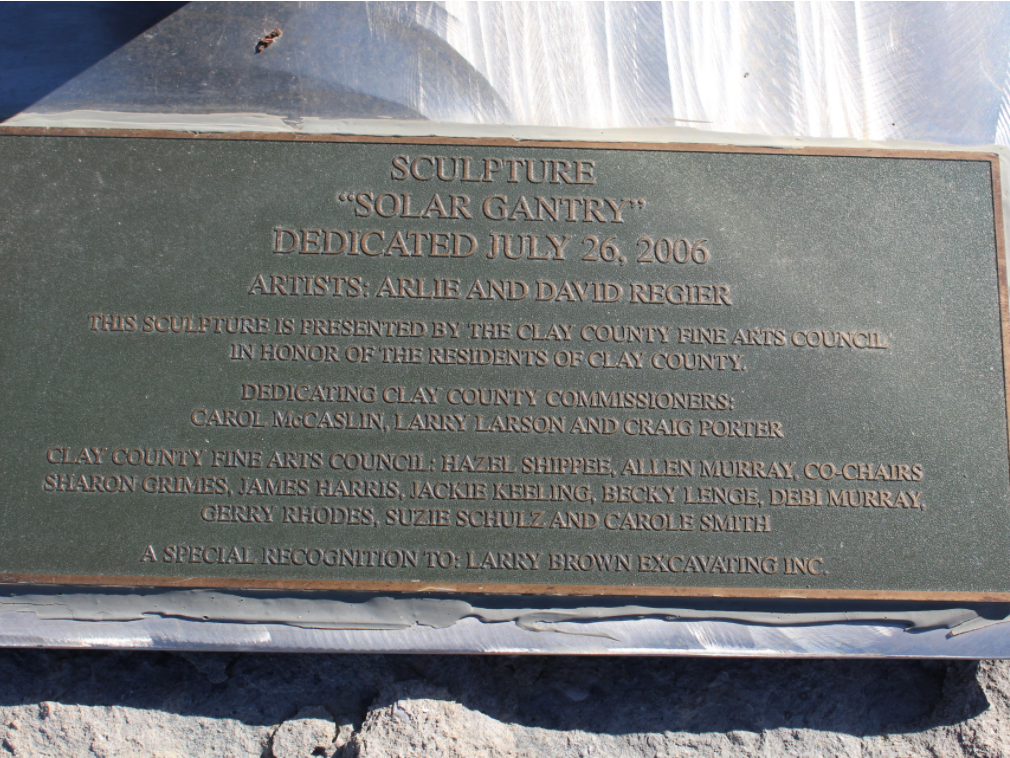 SCULPTURE
“SOLAR GANTRY”
DEDICATED JULY 26, 2006
ARTISTS: ARLIE AND DAVID REGIER
THIS SCULPTURE IS PRESENTED BY THE CLAY COUNTY FINE ARTS COUNCIL
IN HONOR OF THE RESIDENTS OF CLAY COUNTY.
DEDICATING CLAY COUNTY COMMISSIONERS:
CAROL McCASLIN, LARRY LARSON AND CRAIG PORTER
CLAY COUNTY FINE ARTS COUNCIL: HAZEL SHIPPEE, ALLEN MURRAY, CO-CHAIRS
SHARON GRIMES, JAMES HARRIS, JACKIE KEELING, BECKY LENGE, DEBI MURRAY,
GERRY RHODES, SUZIE SCHULZ AND CAROLE SMITH
A SPECIAL RECOGNITION TO: LARRY BROWN EXCAVATING INC.